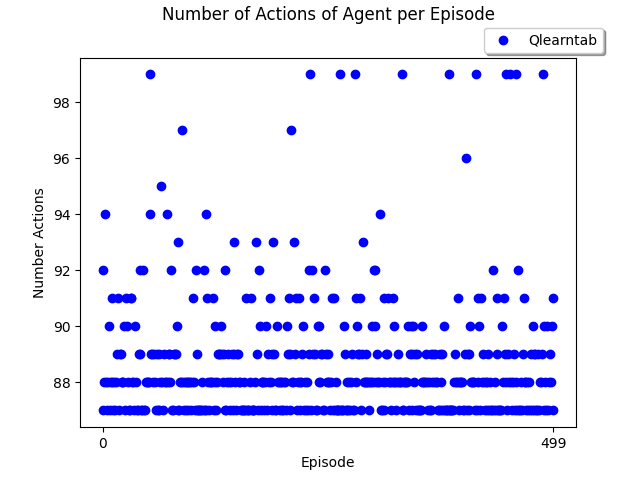 Number of Actions of Agent per Episode
Qlearntab
98
96
94
92
90
88
Number Actions
0
499
Episode